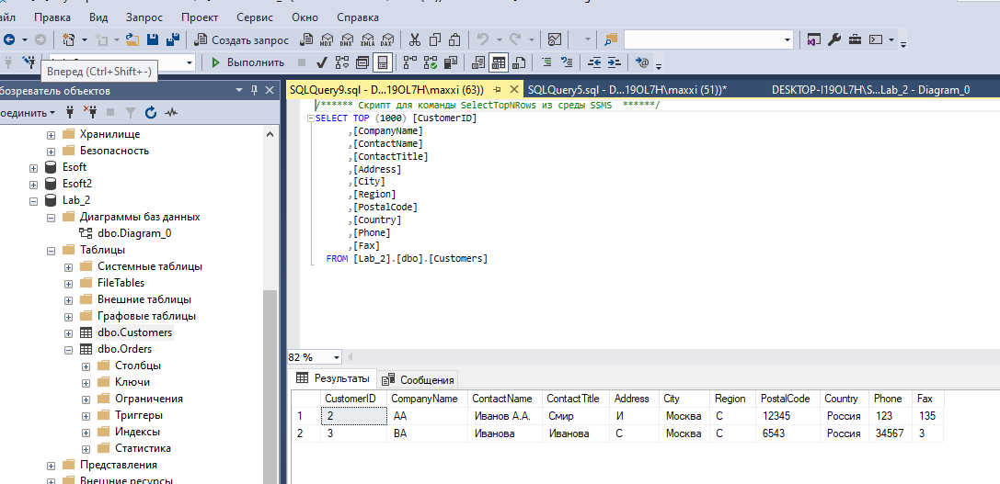 айл Правка Вид Запрос Проект Сервис Окно Справка
Создать запрос MDX DMX XMLA DAX
Выполнить
Вперед (Ctrl+Shift+-)
бозреватель объектов
оединить
Хранилище
Безопасность
Esoft
Esoft2
Lab_2
Диаграммы баз данных
dbo.Diagram_0
Таблицы
Системные таблицы
FileTables
Внешние таблицы
Графовые таблицы
dbo.Customers
dbo.Orders
Столбцы
Ключи
Ограничения
Триггеры
Индексы
Статистика
Представления
Внешние ресурсы
SQLQuery9.sql - D...19OL7H\maxxi (63)) SQLQuery5.sql - D...19OL7H\maxxi (51))* DESKTOP-I19OL7H\S...Lab_2 - Diagram_0
/****** Скрипт для команды SelectTopNRows из среды SSMS ******/
SELECT TOP (1000) [CustomerID]
,[CompanyName]
,[ContactName]
,[ContactTitle]
,[Address]
,[City]
,[Region]
,[PostalCode]
,[Country]
,[Phone]
,[Fax]
FROM [Lab_2].[dbo].[Customers]
82 %
Результаты Сообщения
CustomerID CompanyName ContactName ContactTitle Address City Region PostalCode Country Phone Fax
1 2 AA Иванов А.А. Смир И Москва С 12345 Россия 123 135
2 3 BA Иванова Иванова С Москва С 6543 Россия 34567 3